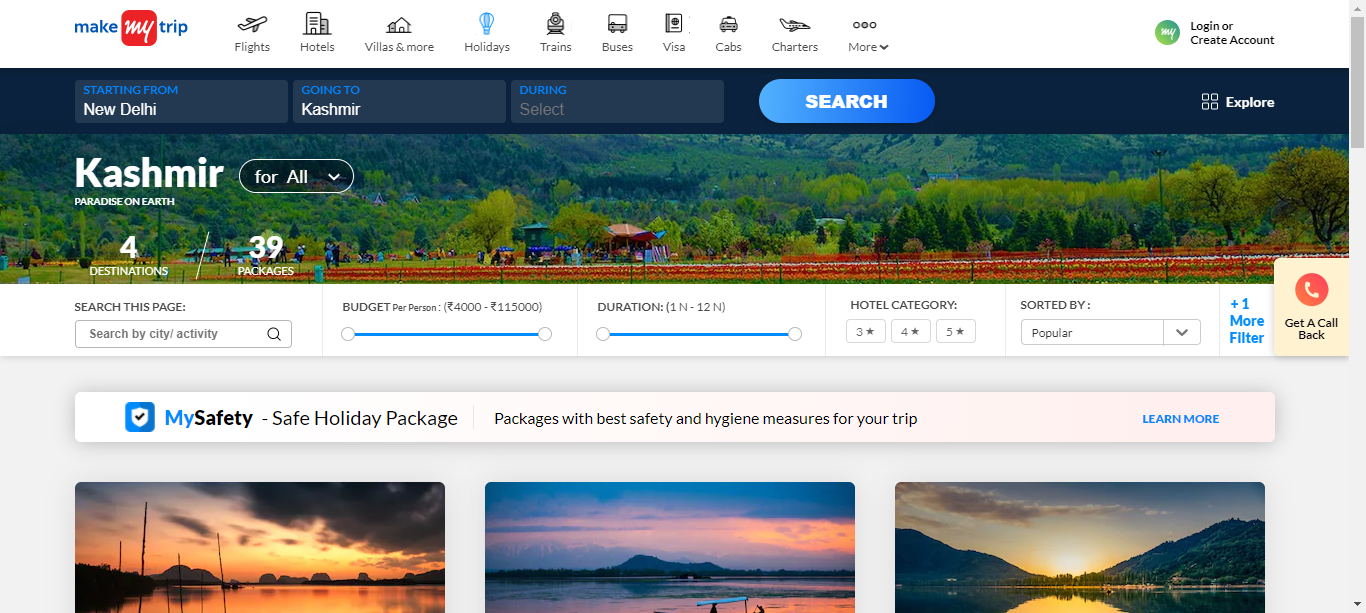 make my trip
Flights
Hotels
Villas & more
Holidays
Trains
Buses
Visa
Cabs
Charters
More
my
Login or
Create Account
STARTING FROM
New Delhi
GOING TO
Kashmir
DURING
Select
SEARCH
Explore
Kashmir
for All
PARADISE ON EARTH
4
DESTINATIONS
39
PACKAGES
SEARCH THIS PAGE:
Search by city/ activity
BUDGET Per Person : (₹4000 - ₹115000)
DURATION: (1 N - 12 N)
HOTEL CATEGORY:
3 ★
4 ★
5 ★
SORTED BY :
Popular
+ 1
More
Filter
Get A Call
Back
MySafety - Safe Holiday Package
Packages with best safety and hygiene measures for your trip
LEARN MORE